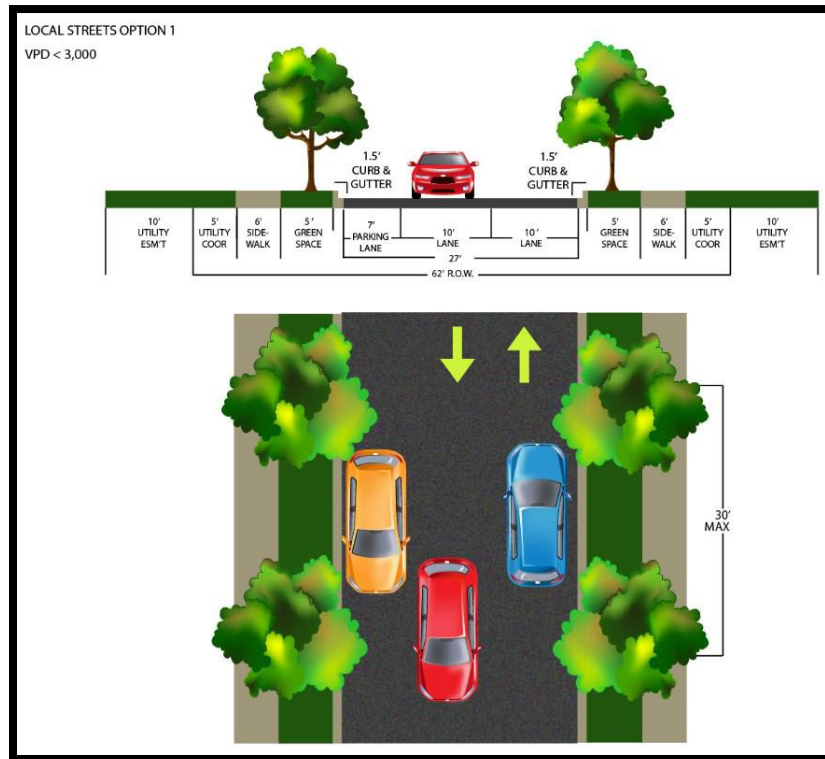 LOCAL STREETS OPTION 1
VPD < 3,000
1.5'
CURB &
GUTTER
1.5'
CURB &
GUTTER
10'
UTILITY
ESM'T
5'
UTILITY
COOR
6'
SIDE-
WALK
5'
GREEN
SPACE
7'
PARKING
LANE
10'
LANE
10'
LANE
5'
GREEN
SPACE
6'
SIDE-
WALK
5'
UTILITY
COOR
10'
UTILITY
ESM'T
27'
62' R.O.W.
30'
MAX